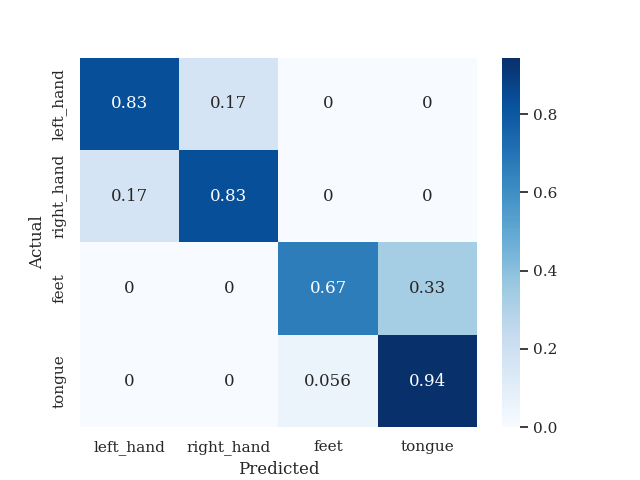 left_hand 0.83 0.17 0 0
right_hand 0.17 0.83 0 0
feet 0 0 0.67 0.33
tongue 0 0 0.056 0.94
left_hand right_hand feet tongue
Predicted
Actual
0.8
0.6
0.4
0.2
0.0